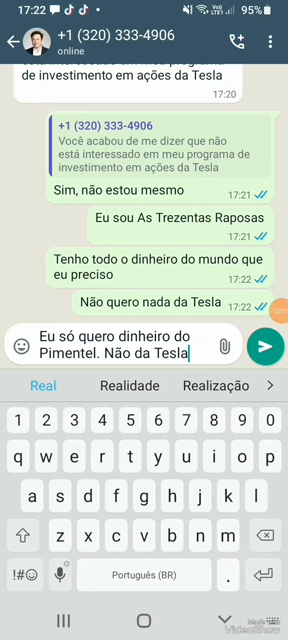 17:22
Vo))
LTE1
95%
+1 (320) 333-4906
online
de investimento em ações da Tesla
17:20
+1 (320) 333-4906
Você acabou de me dizer que não
está interessado em meu programa de
investimento em ações da Tesla
Sim, não estou mesmo
17:21
Eu sou As Trezentas Raposas
17:21
Tenho todo o dinheiro do mundo que
eu preciso
17:22
Não quero nada da Tesla
17:22
Eu só quero dinheiro do
Pimentel. Não da Tesla
Real Realidade Realização
1 2 3 4 5 6 7 8 9 0
q w e r t y u i o p
a s d f g h j k l
z x c v b n m
!#
Português (BR)
.
VideoShow